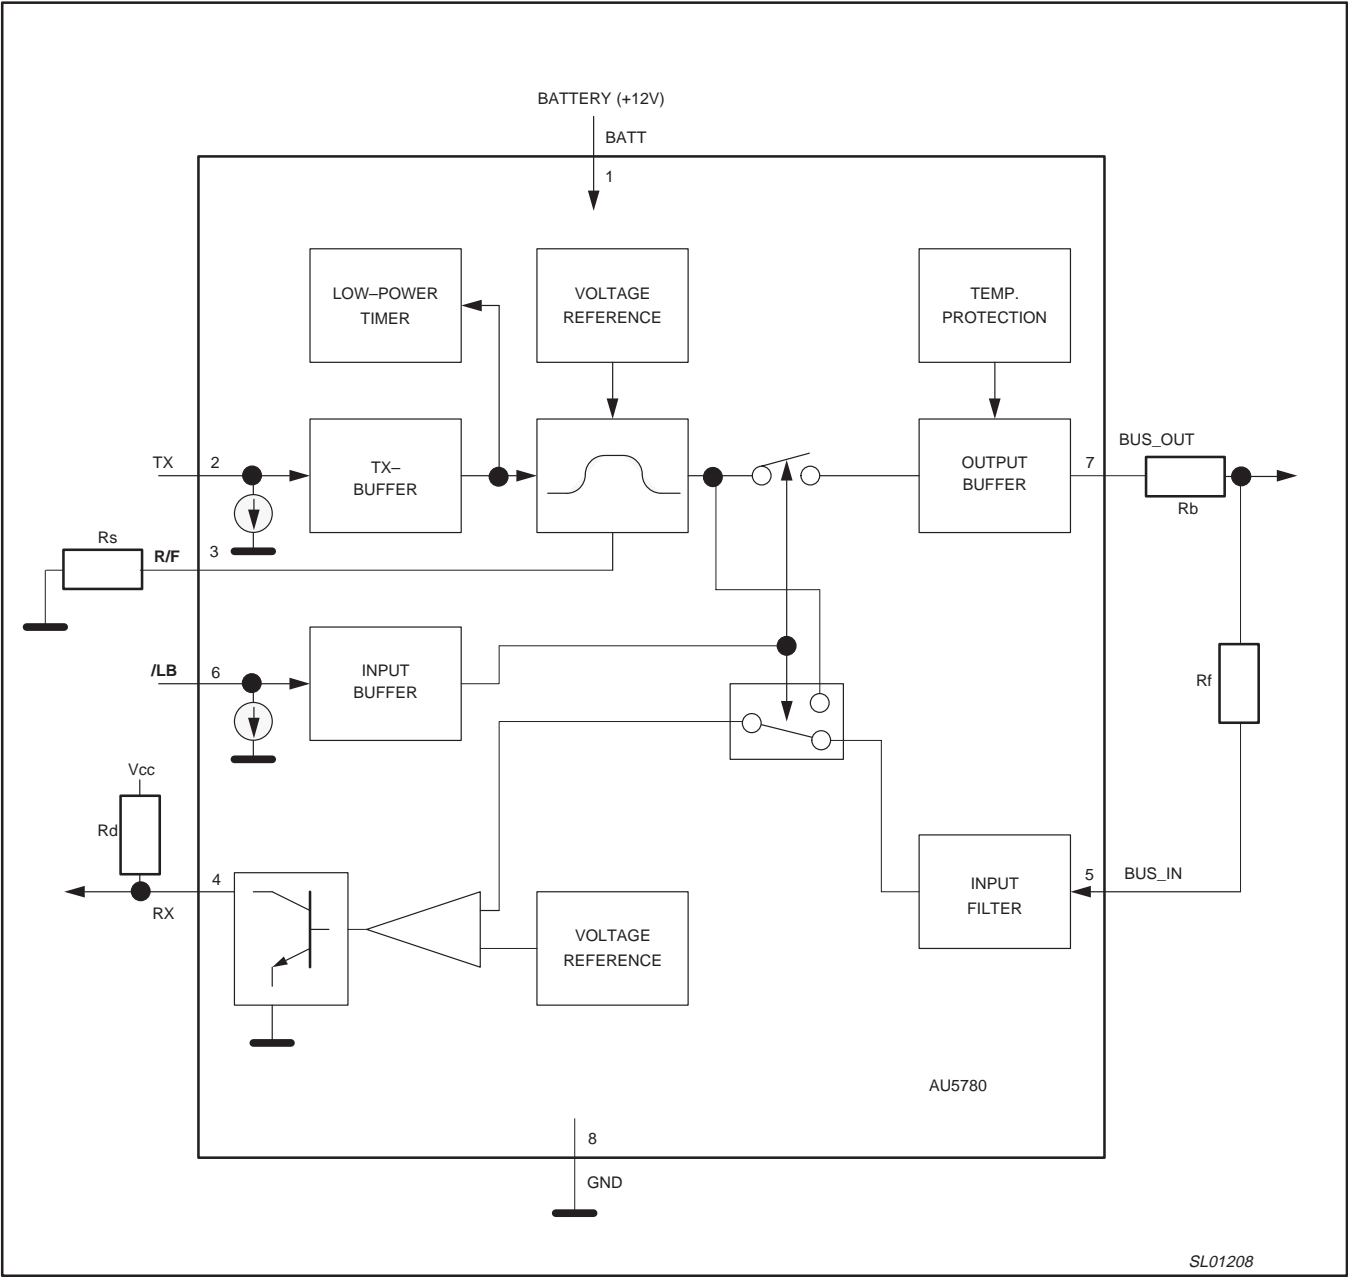 BATTERY (+12V)
BATT
1
LOW–POWER
TIMER
VOLTAGE
REFERENCE
TEMP.
PROTECTION
TX
2
TX–
BUFFER
OUTPUT
BUFFER
7
BUS_OUT
Rb
Rs
R/F
3
/LB
6
INPUT
BUFFER
Rf
Vcc
Rd
4
RX
VOLTAGE
REFERENCE
INPUT
FILTER
5
BUS_IN
AU5780
8
GND
SL01208